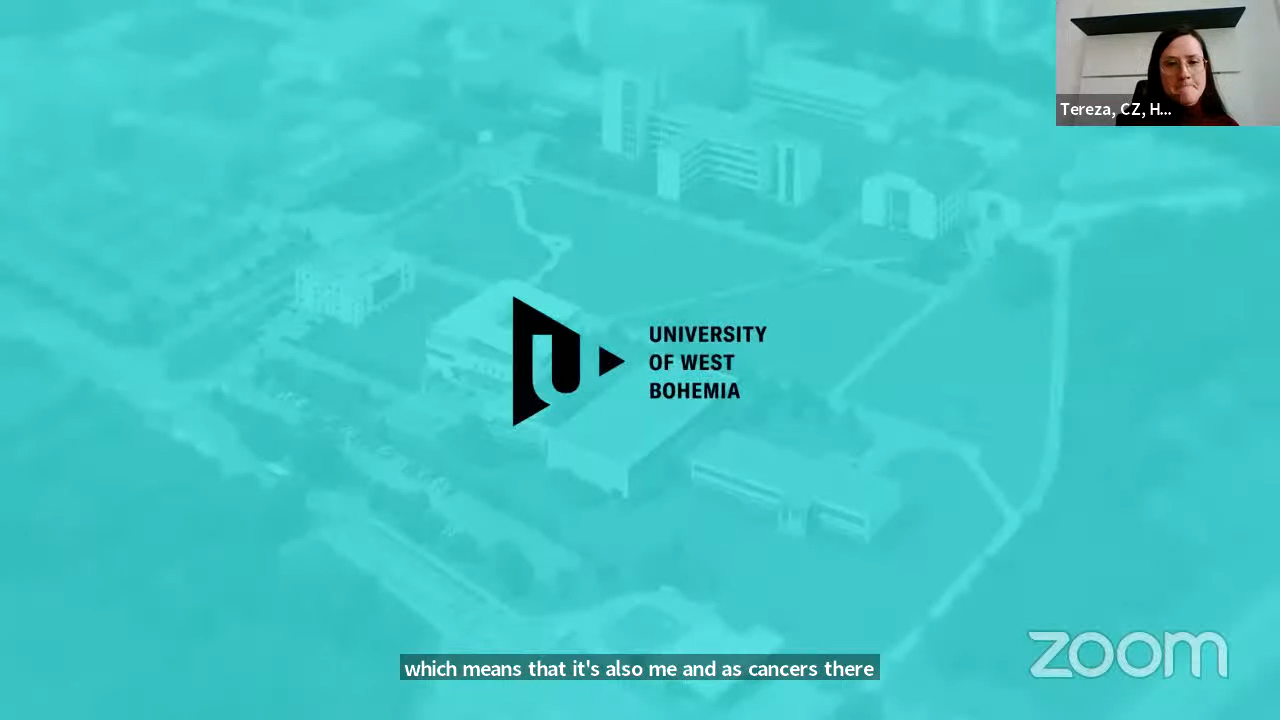 Tereza, CZ, H...
UNIVERSITY
OF WEST
BOHEMIA
zoom
which means that it's also me and as cancers there